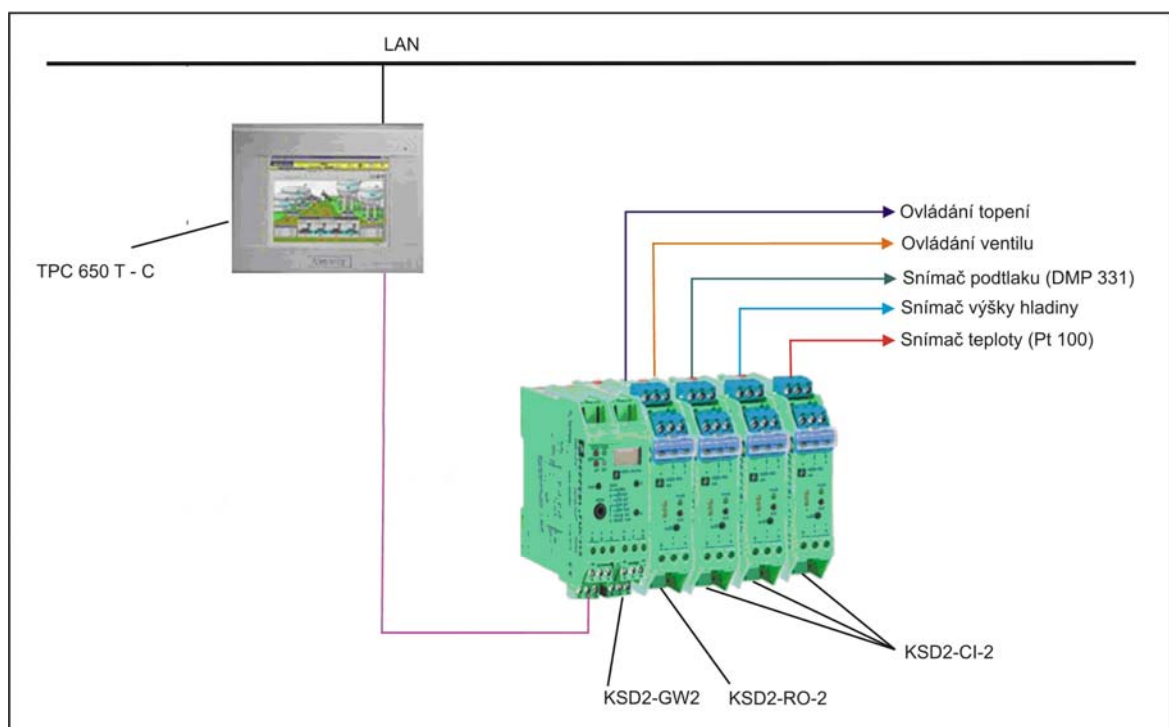 LAN
TPC 650 T - C
Ovládání topení
Ovládání ventilu
Snímač podtlaku (DMP 331)
Snímač výšky hladiny
Snímač teploty (Pt 100)
KSD2-CI-2
KSD2-GW2
KSD2-RO-2